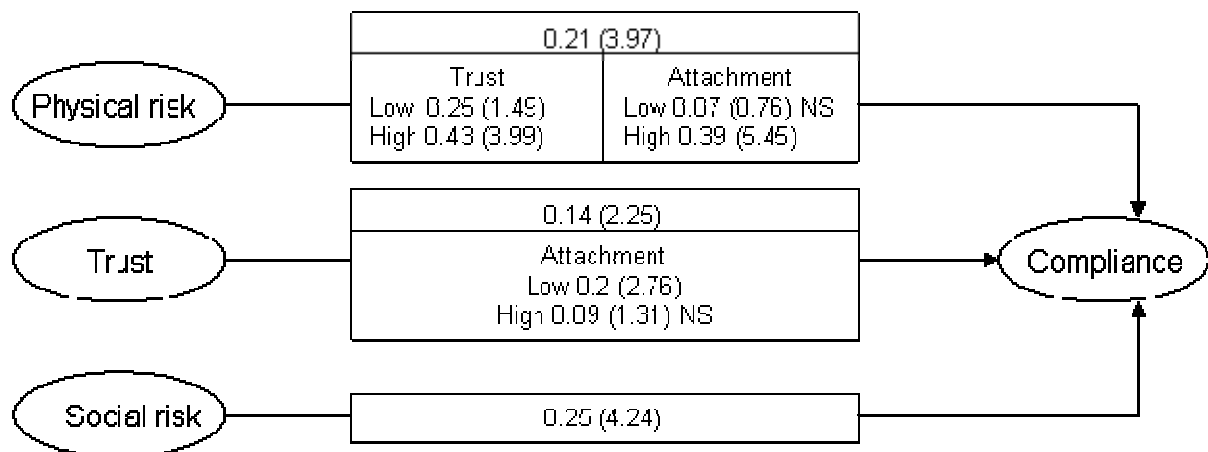 0.21 (3.97)
Physical risk
Trust
Low 0.25 (1.49)
High 0.43 (3.99)
Attachment
Low 0.07 (0.76) NS
High 0.39 (5.45)
0.14 (2.25)
Trust
Attachment
Low 0.2 (2.76)
High 0.09 (1.31) NS
Compliance
Social risk
0.25 (4.24)